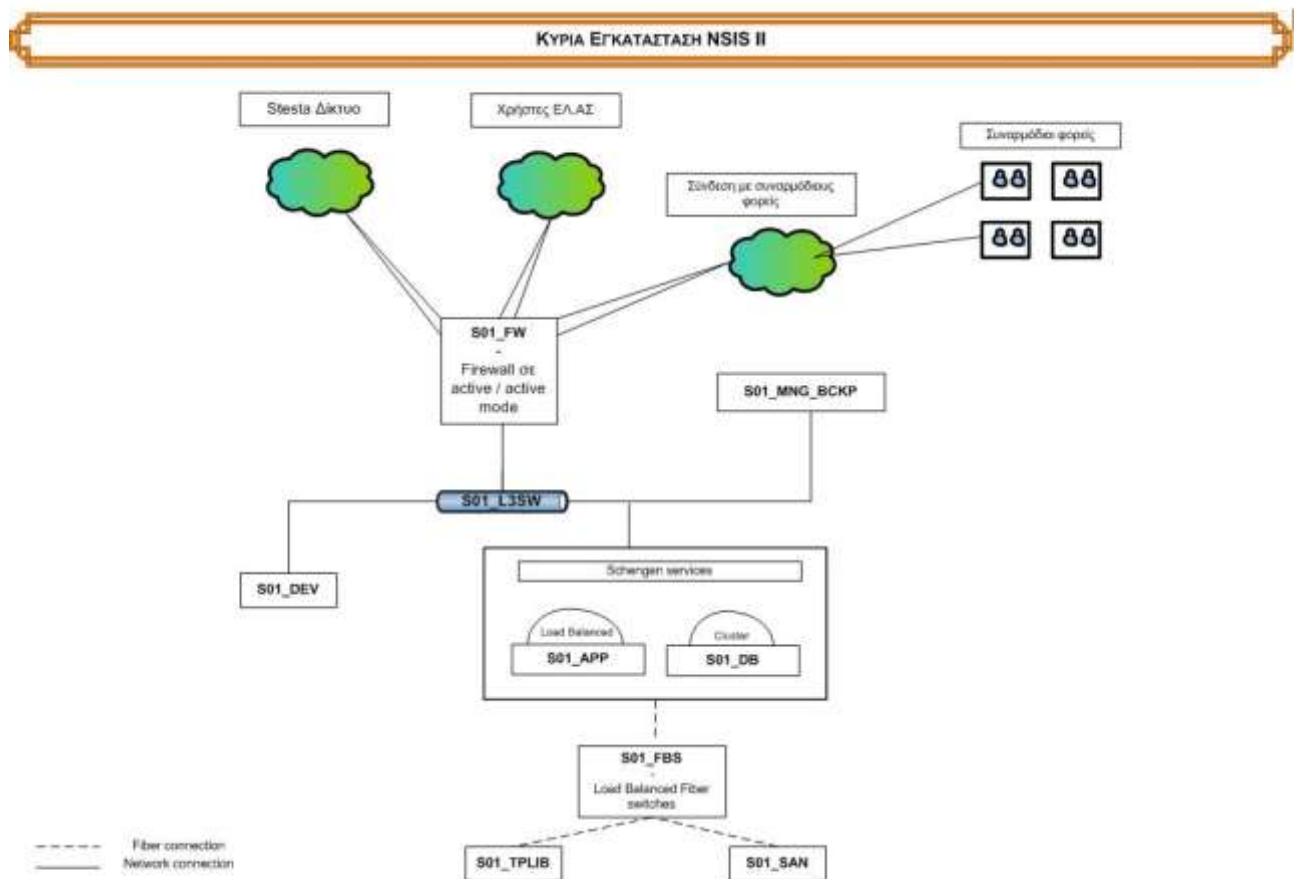 ΚΥΡΙΑ ΕΓΚΑΤΑΣΤΑΣΗ NSIS II
Stesta Δίκτυο
Χρήστες ΕΛ.ΑΣ
Συναρμόδιοι φορείς
Σύνδεση με συναρμόδιους
φορείς
S01_FW
-
Firewall σε
active / active
mode
S01_MNG_BCKP
S01_L3SW
S01_DEV
Schengen services
Load Balanced
S01_APP
Cluster
S01_DB
S01_FBS
-
Load Balanced Fiber
switches
S01_TPLIB
S01_SAN
Fiber connection
Network connection